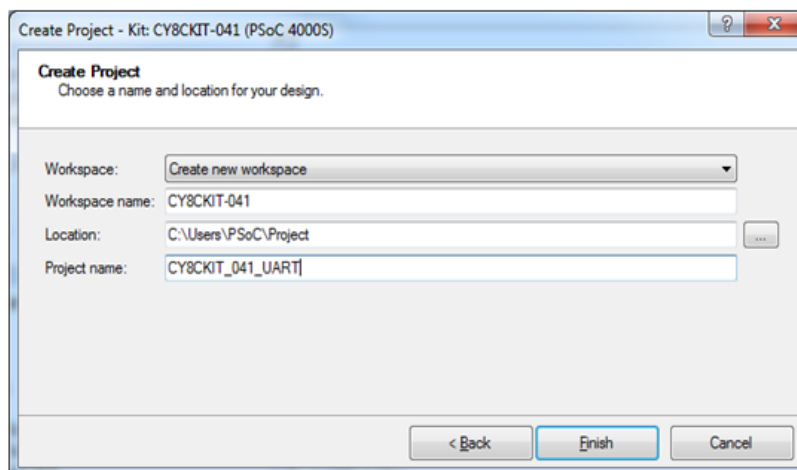 Create Project - Kit: CY8CKIT-041 (PSoC 4000S)
Create Project
Choose a name and location for your design.
Workspace: Create new workspace
Workspace name: CY8CKIT-041
Location: C:\Users\PSoC\Project ...
Project name: CY8CKIT_041_UART
< Back Finish Cancel